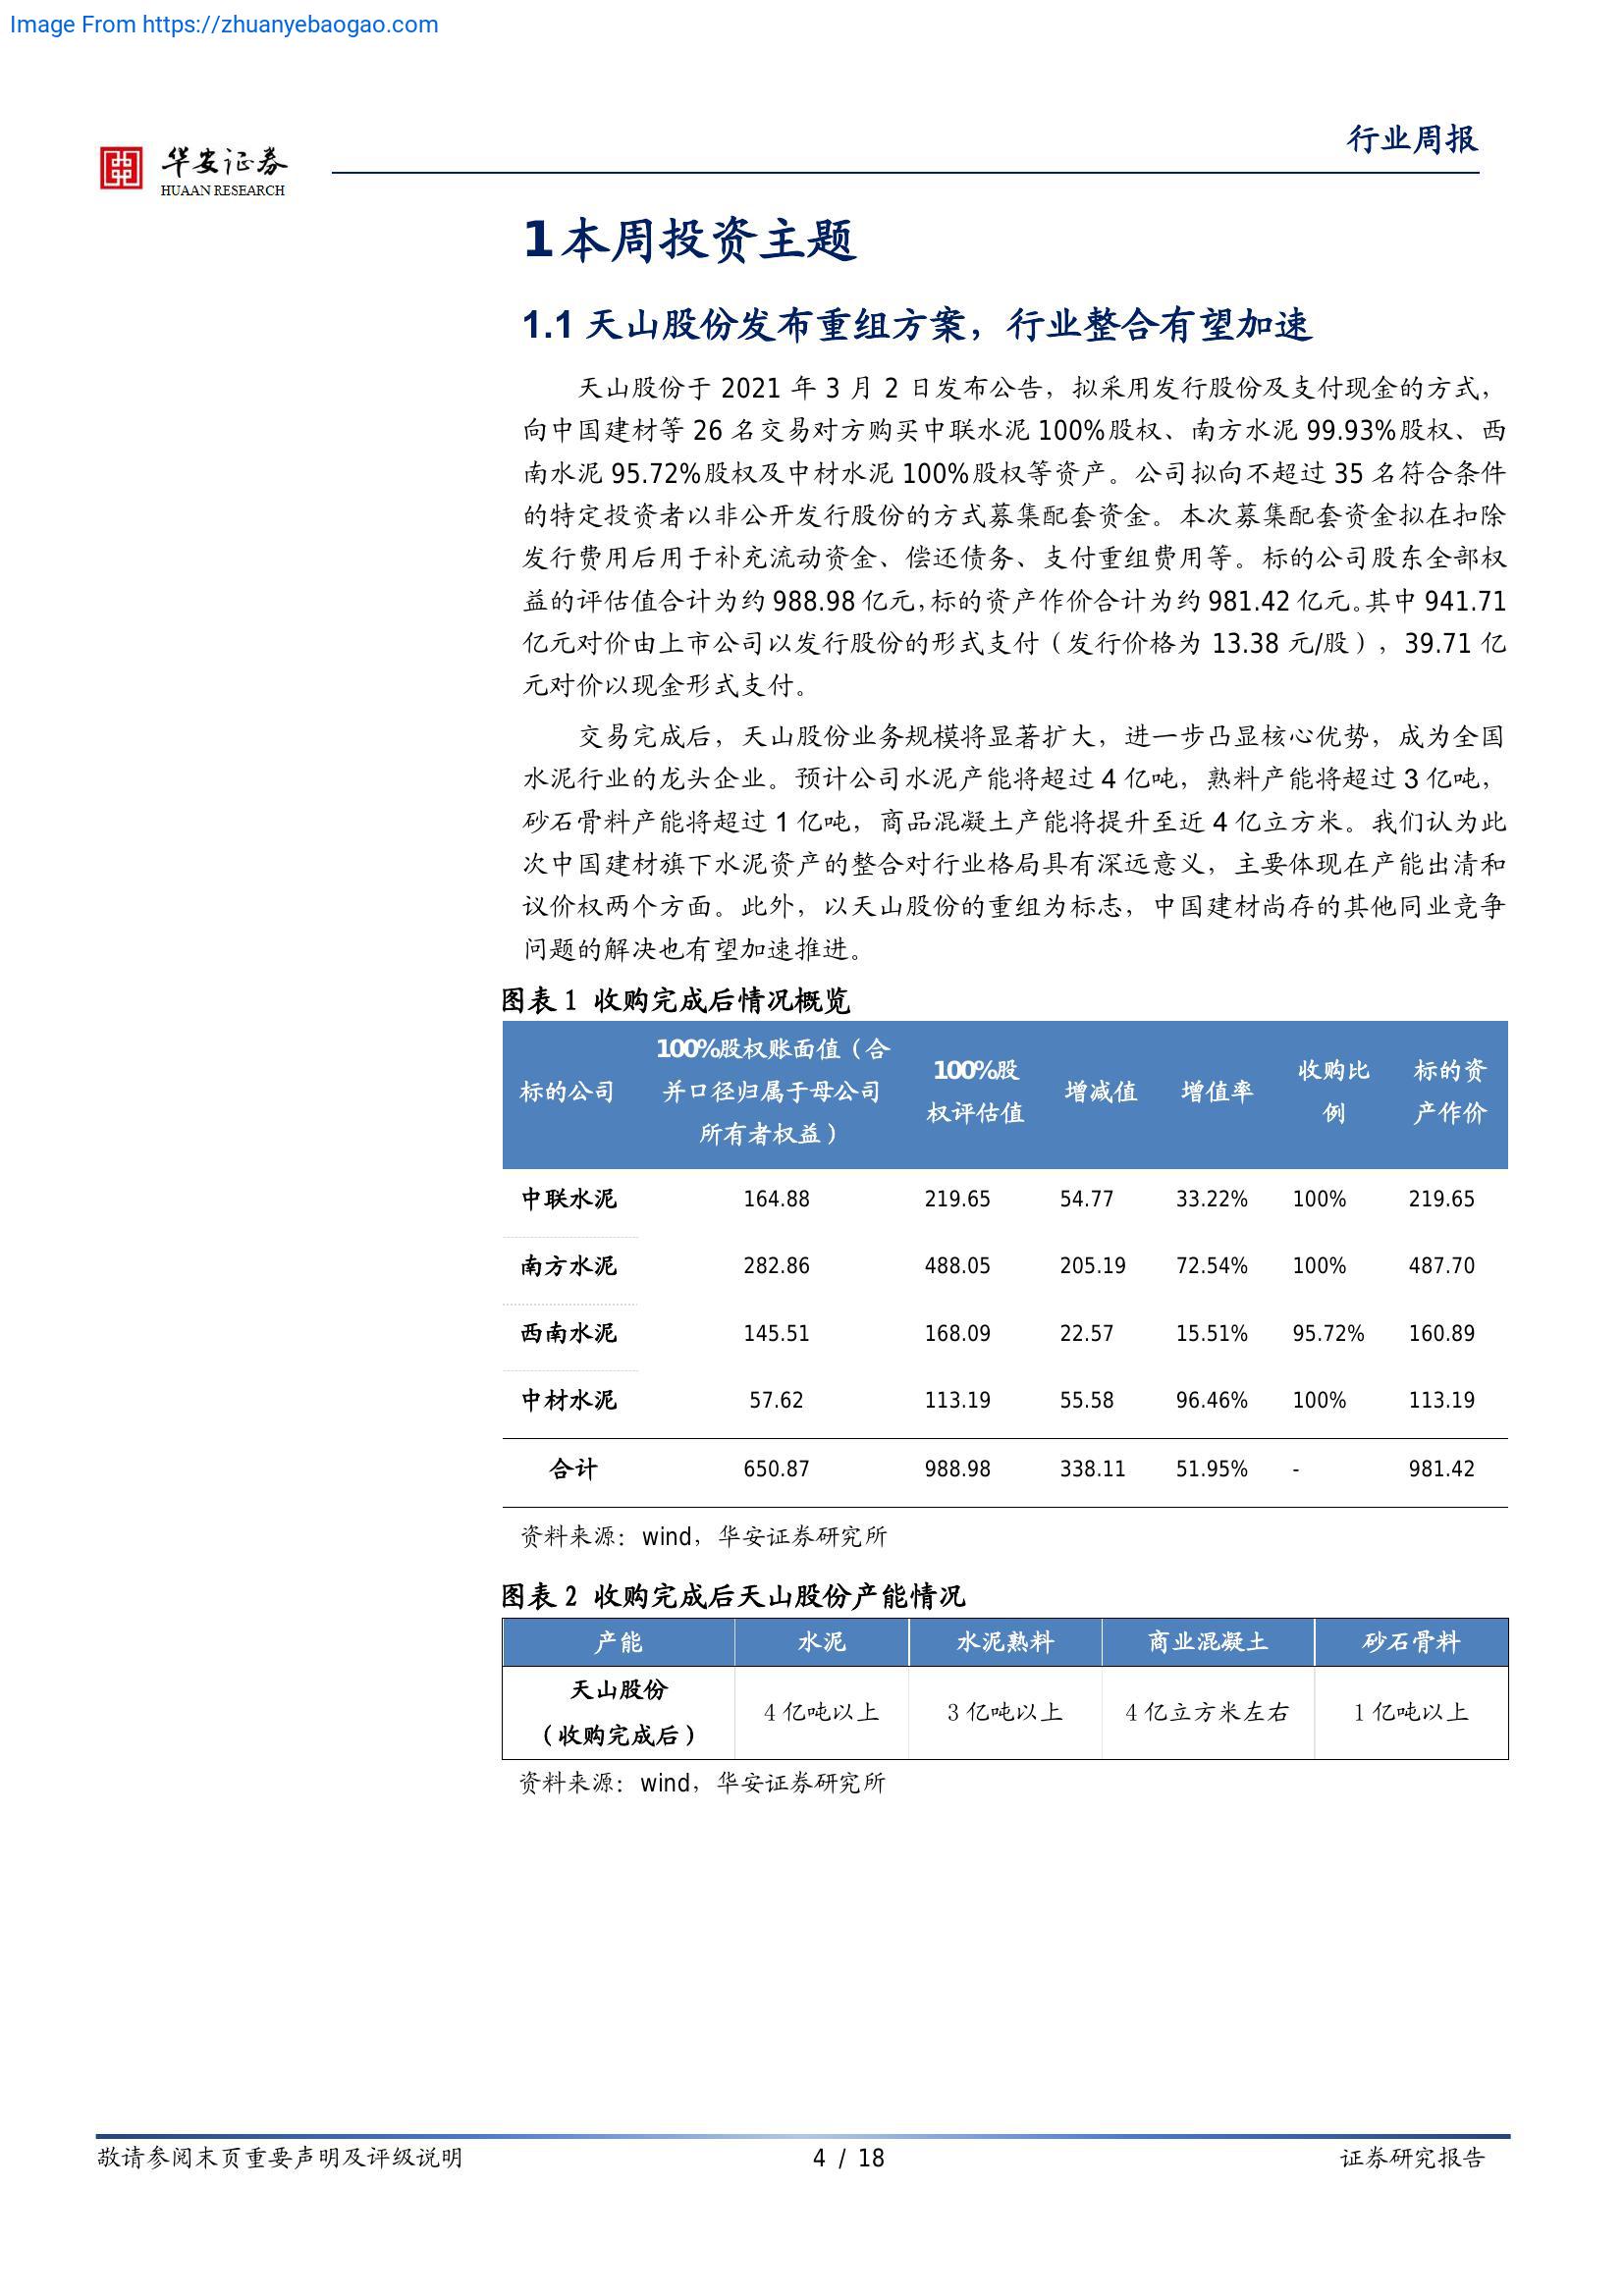 Image From https://zhuanyebaogao.com
华安证券
HUAAN RESEARCH
行业周报
1 本周投资主题
1.1 天山股份发布重组方案，行业整合有望加速
天山股份于 2021 年 3 月 2 日发布公告，拟采用发行股份及支付现金的方式，
向中国建材等 26 名交易对方购买中联水泥 100%股权、南方水泥 99.93%股权、西
南水泥 95.72%股权及中材水泥 100%股权等资产。公司拟向不超过 35 名符合条件
的特定投资者以非公开发行股份的方式募集配套资金。本次募集配套资金拟在扣除
发行费用后用于补充流动资金、偿还债务、支付重组费用等。标的公司股东全部权
益的评估值合计为约 988.98 亿元，标的资产作价合计为约 981.42 亿元。其中 941.71
亿元对价由上市公司以发行股份的形式支付（发行价格为 13.38 元/股），39.71 亿
元对价以现金形式支付。
交易完成后，天山股份业务规模将显著扩大，进一步凸显核心优势，成为全国
水泥行业的龙头企业。预计公司水泥产能将超过 4 亿吨，熟料产能将超过 3 亿吨，
砂石骨料产能将超过 1 亿吨，商品混凝土产能将提升至近 4 亿立方米。我们认为此
次中国建材旗下水泥资产的整合对行业格局具有深远意义，主要体现在产能出清和
议价权两个方面。此外，以天山股份的重组为标志，中国建材尚存的其他同业竞争
问题的解决也有望加速推进。
图表 1 收购完成后情况概览
标的公司 100%股权账面值（合并口径归属于母公司所有者权益） 100%股权评估值 增减值 增值率 收购比例 标的资产作价
中联水泥 164.88 219.65 54.77 33.22% 100% 219.65
南方水泥 282.86 488.05 205.19 72.54% 100% 487.70
西南水泥 145.51 168.09 22.57 15.51% 95.72% 160.89
中材水泥 57.62 113.19 55.58 96.46% 100% 113.19
合计 650.87 988.98 338.11 51.95% - 981.42
资料来源：wind，华安证券研究所
图表 2 收购完成后天山股份产能情况
产能 水泥 水泥熟料 商业混凝土 砂石骨料
天山股份（收购完成后） 4 亿吨以上 3 亿吨以上 4 亿立方米左右 1 亿吨以上
资料来源：wind，华安证券研究所
敬请参阅末页重要声明及评级说明 4 / 18 证券研究报告